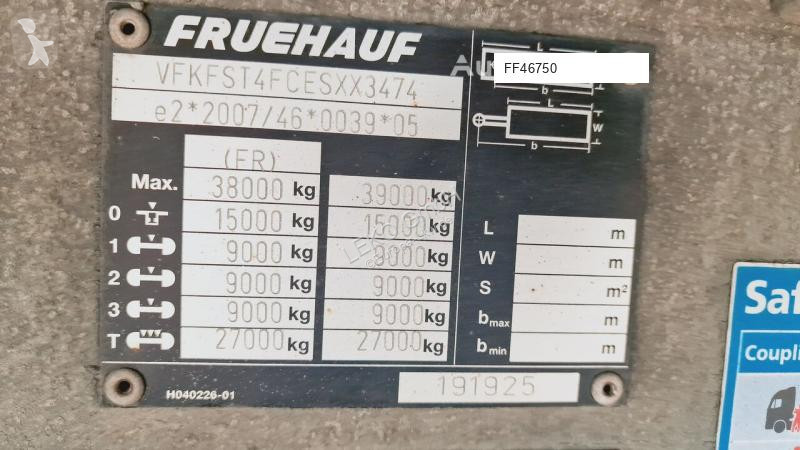 FRUEHAUF
VFKFST4FCESXX3474
FF46750
e2*2007/46*0039*05
L
b
L
W
b
(FR)
Max. 38000 kg 39000 kg
0 15000 kg 15000 kg
1 9000 kg 9000 kg
2 9000 kg 9000 kg
3 9000 kg 9000 kg
T 27000 kg 27000 kg
L m
W m
S m²
bmax m
bmin m
H040226-01
191925
Saf
Coupli